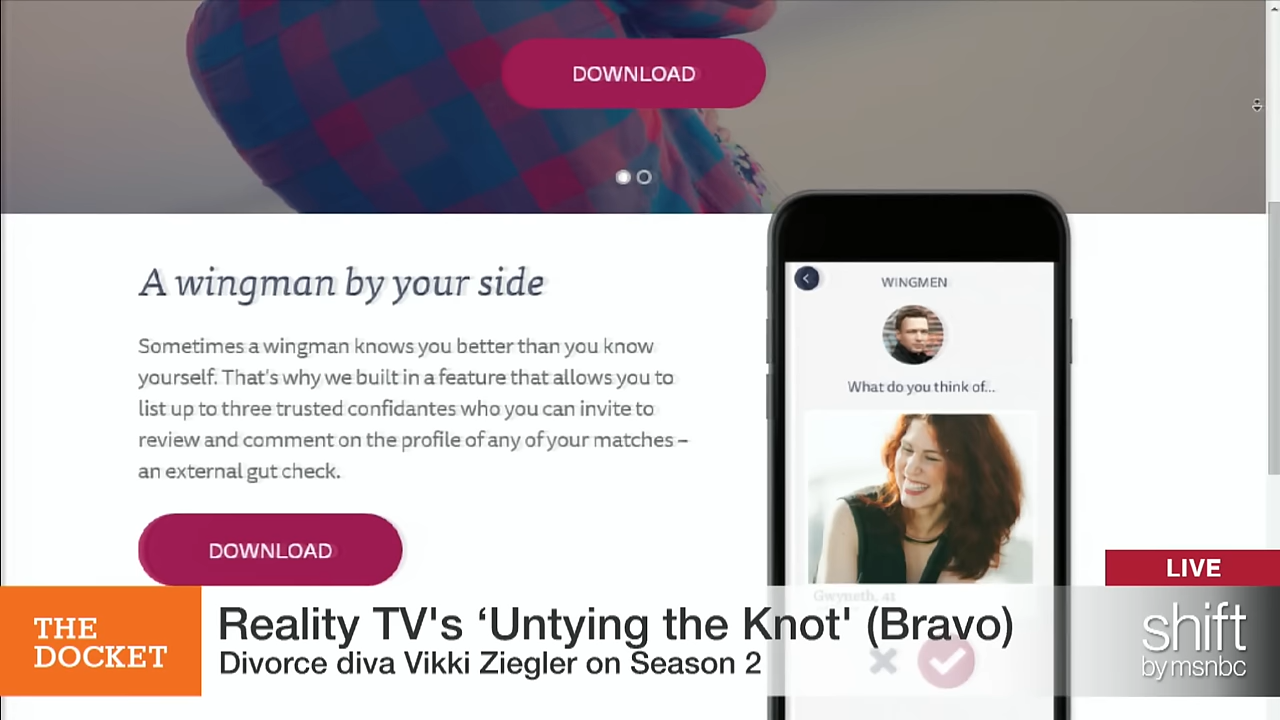 DOWNLOAD
A wingman by your side
Sometimes a wingman knows you better than you know
yourself. That's why we built in a feature that allows you to
list up to three trusted confidantes who you can invite to
review and comment on the profile of any of your matches –
an external gut check.
DOWNLOAD
WINGMEN
What do you think of...
Gwyneth, 41
LIVE
THE
DOCKET
Reality TV's ‘Untying the Knot' (Bravo)
Divorce diva Vikki Ziegler on Season 2
shift
by msnbc